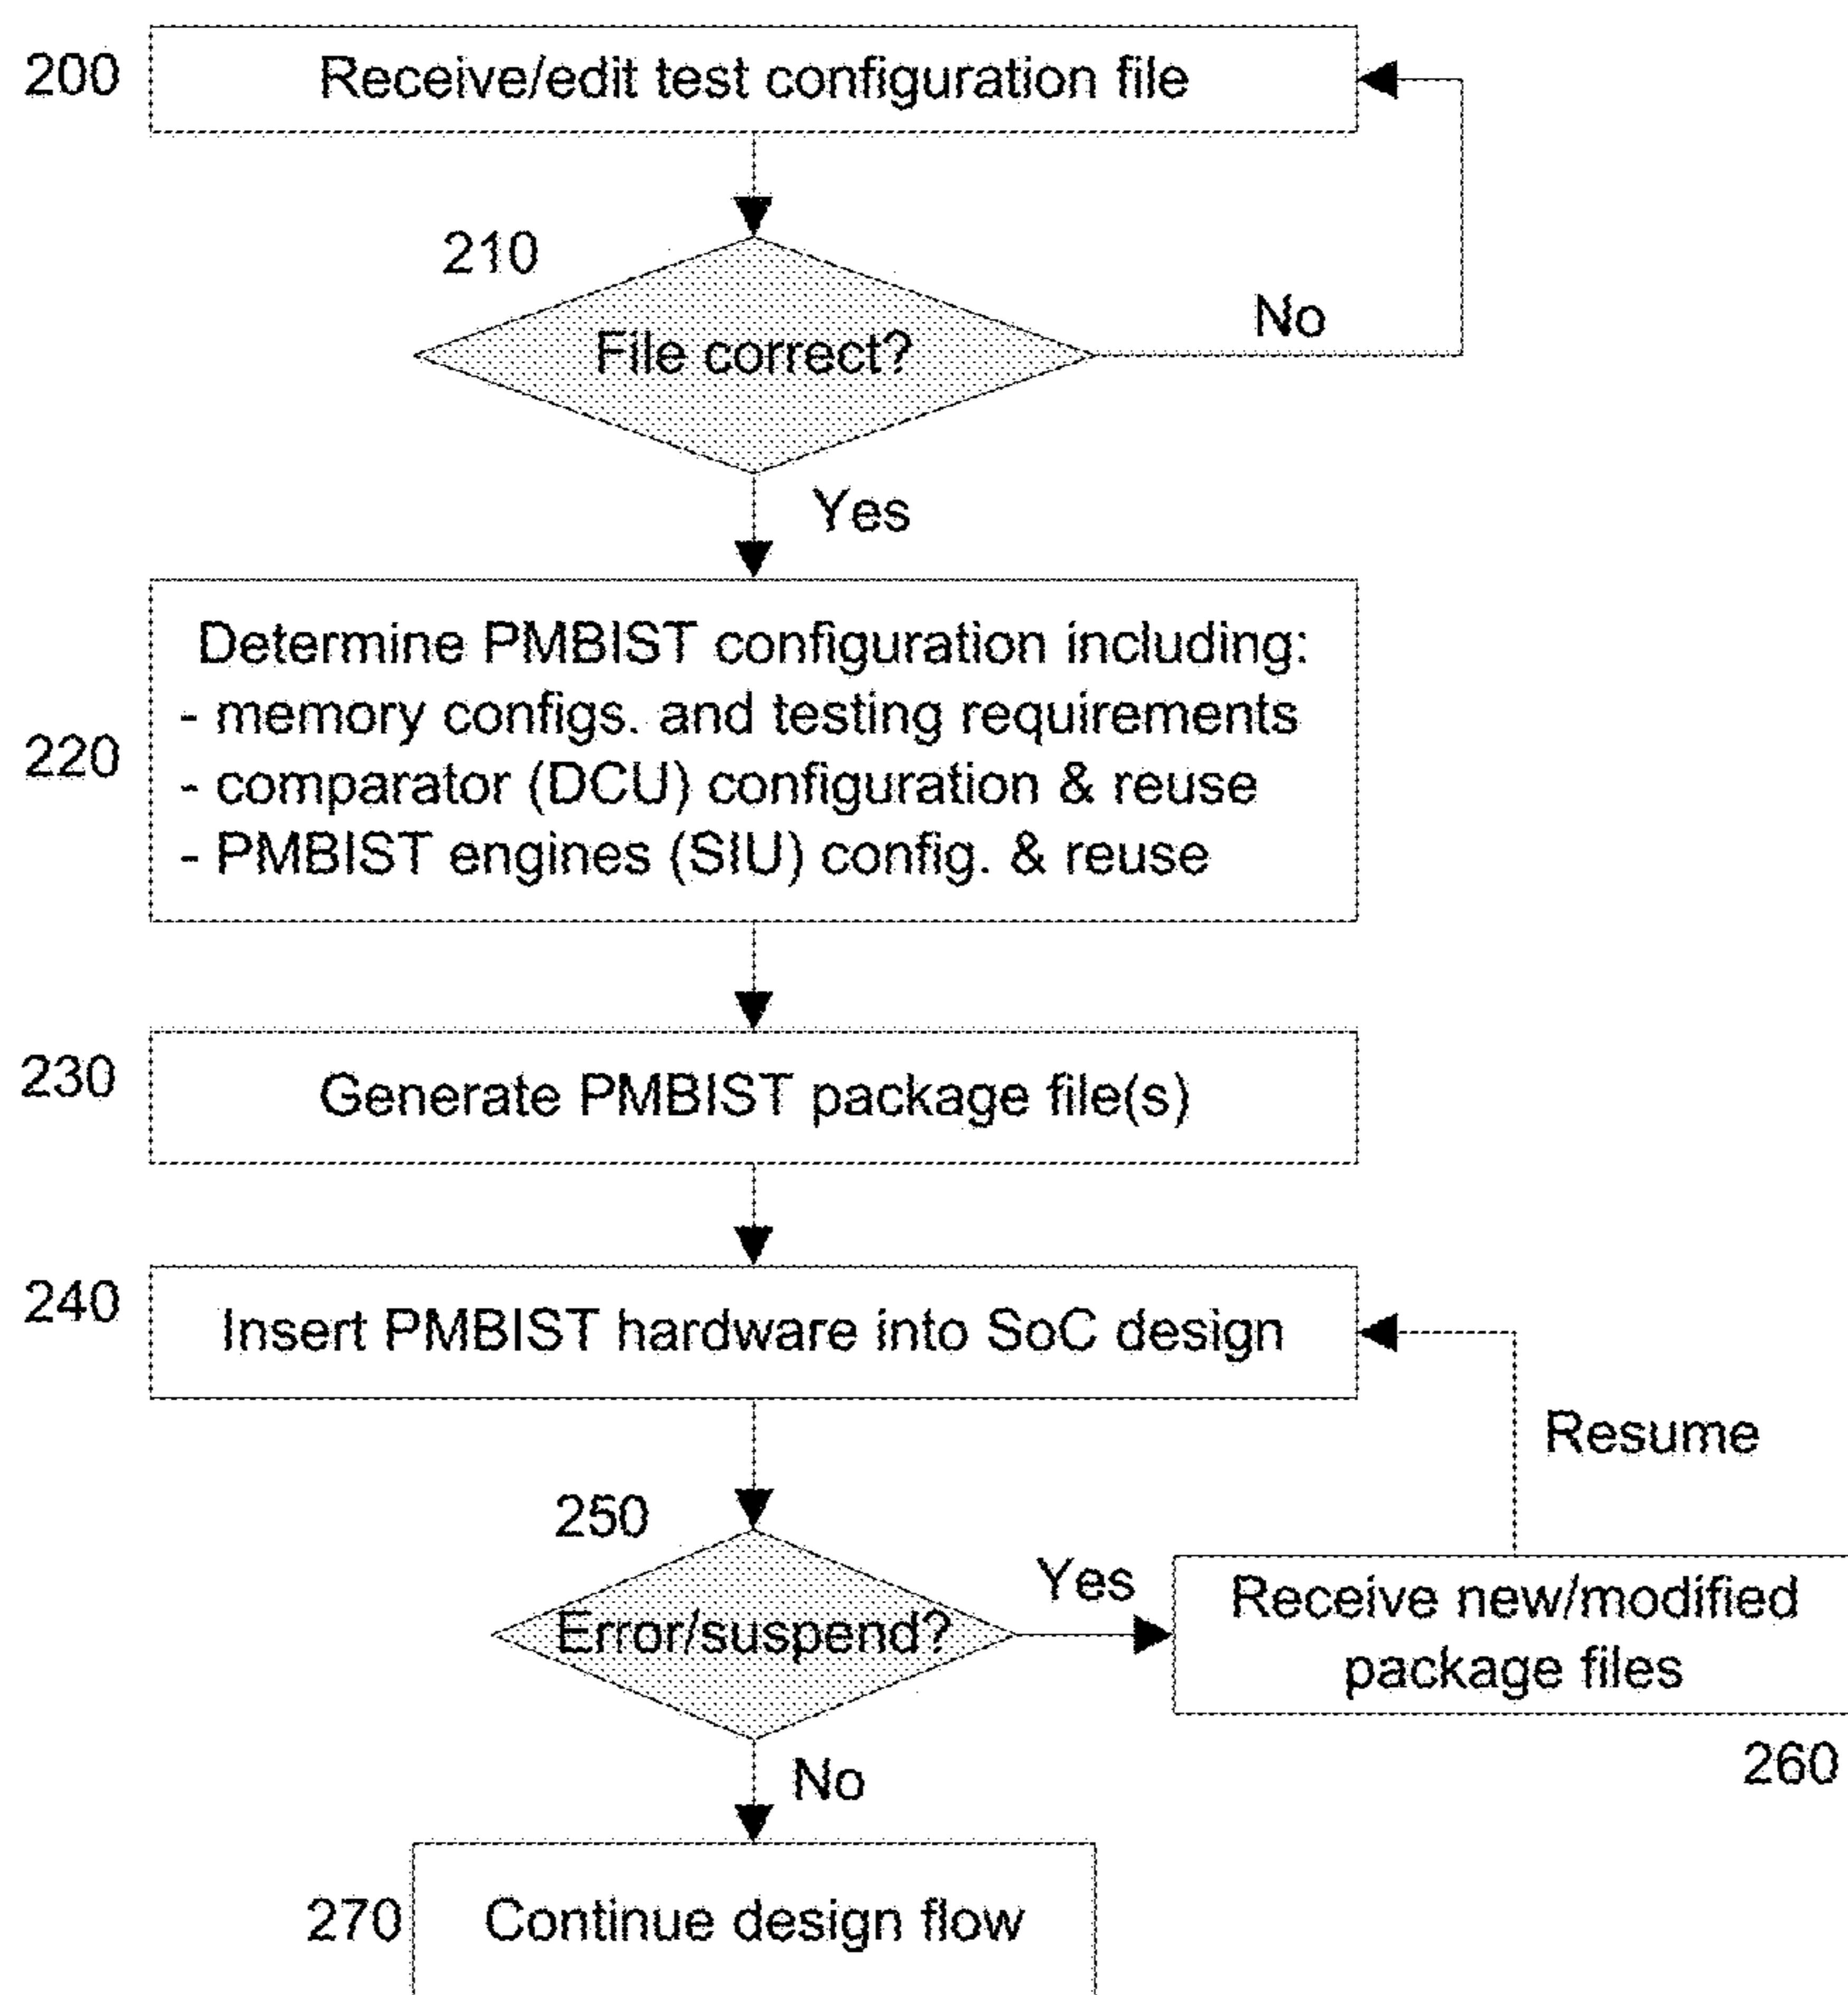 200
Receive/edit test configuration file
210
File correct?
No
Yes
220
Determine PMBIST configuration including:
- memory configs. and testing requirements
- comparator (DCU) configuration & reuse
- PMBIST engines (SIU) config. & reuse
230
Generate PMBIST package file(s)
240
Insert PMBIST hardware into SoC design
Resume
250
Error/suspend?
Yes
Receive new/modified
package files
260
No
270
Continue design flow